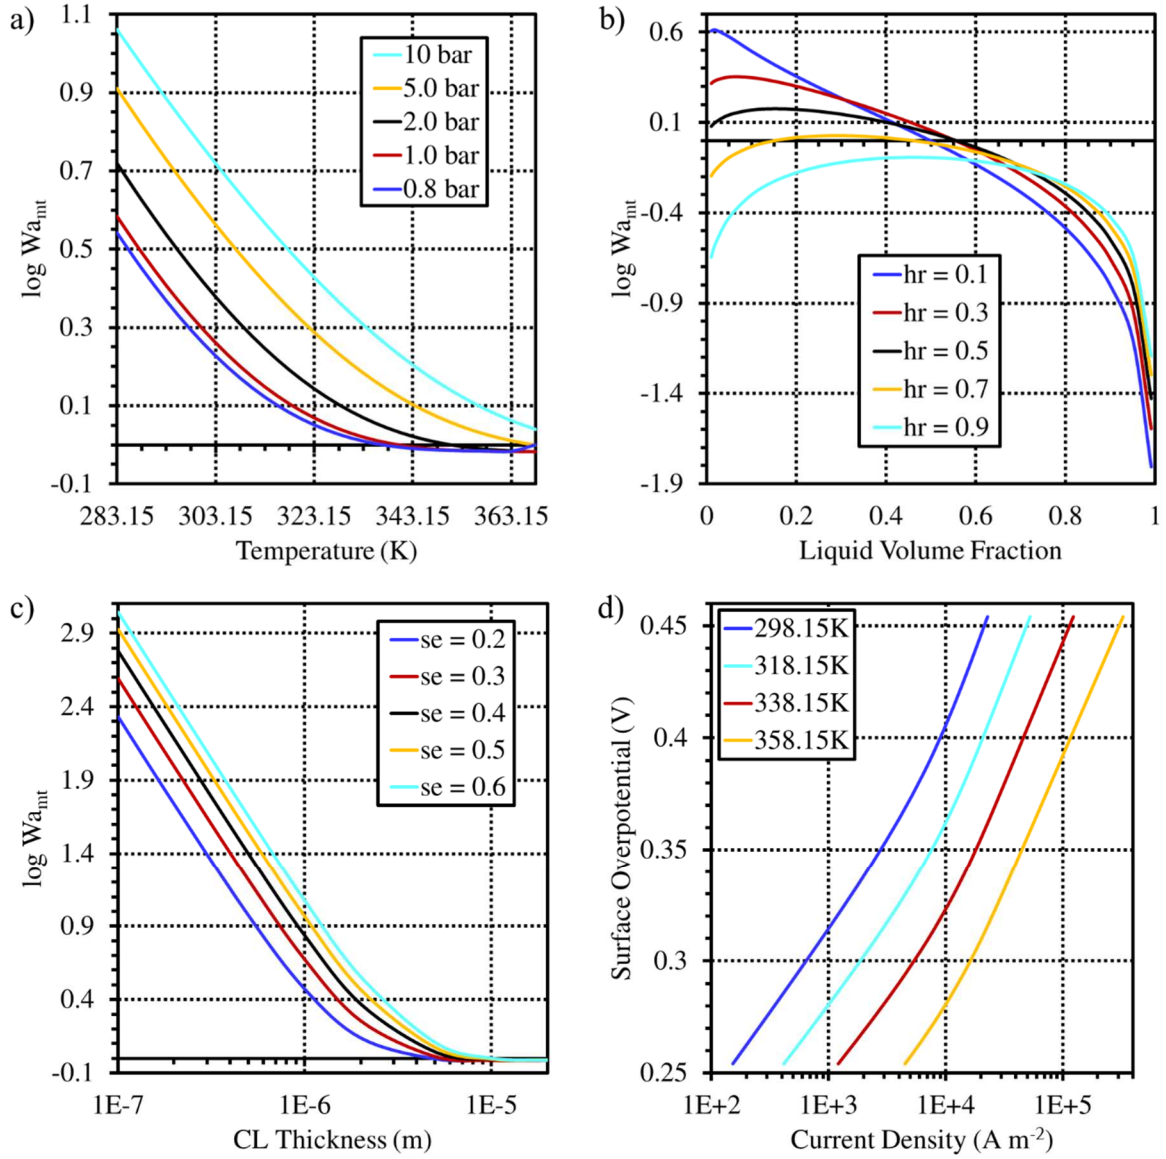 a)
1.1
1.1
0.9
0.7
0.5
0.3
0.1
-0.1
log Wa_mt
10 bar
5.0 bar
2.0 bar
1.0 bar
0.8 bar
283.15 303.15 323.15 343.15 363.15
Temperature (K)
b)
0.6
0.1
-0.4
-0.9
-1.4
-1.9
log Wa_mt
hr = 0.1
hr = 0.3
hr = 0.5
hr = 0.7
hr = 0.9
0 0.2 0.4 0.6 0.8 1
Liquid Volume Fraction
c)
2.9
2.4
1.9
1.4
0.9
0.4
-0.1
log Wa_mt
se = 0.2
se = 0.3
se = 0.4
se = 0.5
se = 0.6
1E-7 1E-6 1E-5
CL Thickness (m)
d)
0.45
0.4
0.35
0.3
0.25
Surface Overpotential (V)
298.15K
318.15K
338.15K
358.15K
1E+2 1E+3 1E+4 1E+5
Current Density (A m⁻²)